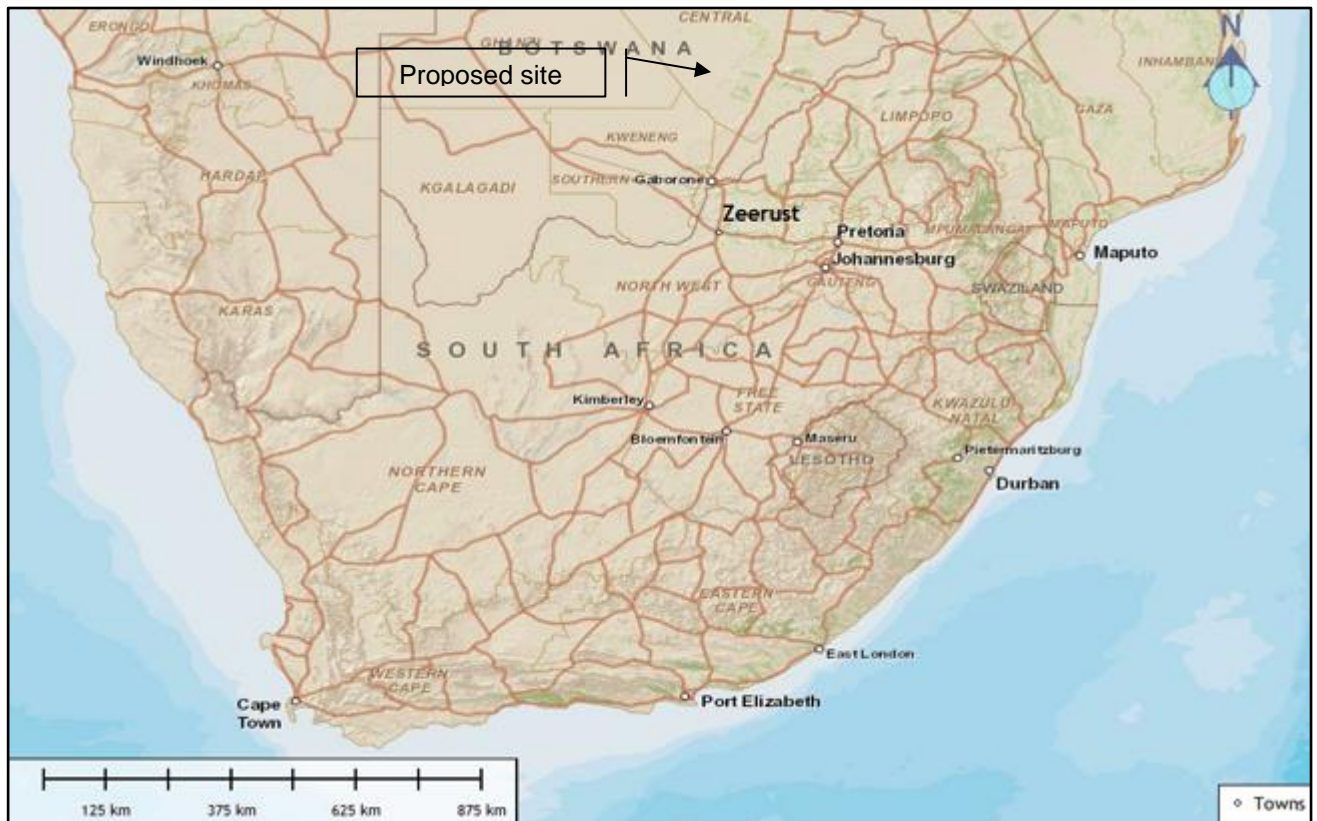 CENTRAL
N
ERONGO
GHANZI
BOTSWANA
Windhoek
Proposed site
INHAMBANE
KHOMAS
GAZA
LIMPOPO
KWENENG
HARDAP
KGALAGADI
SOUTHERN
Gaborone
Zeerust
Pretoria
MPUMALANGA
MAPUTO
Maputo
Johannesburg
GAUTENG
NORTH WEST
SWAZILAND
KARAS
SOUTH AFRICA
Kimberley
FREE
STATE
KWAZULU
NATAL
Bloemfontein
Maseru
LESOTHO
Pietermaritzburg
NORTHERN
CAPE
Durban
EASTERN
CAPE
East London
WESTERN
CAPE
Cape
Town
Port Elizabeth
125 km 375 km 625 km 875 km
Towns